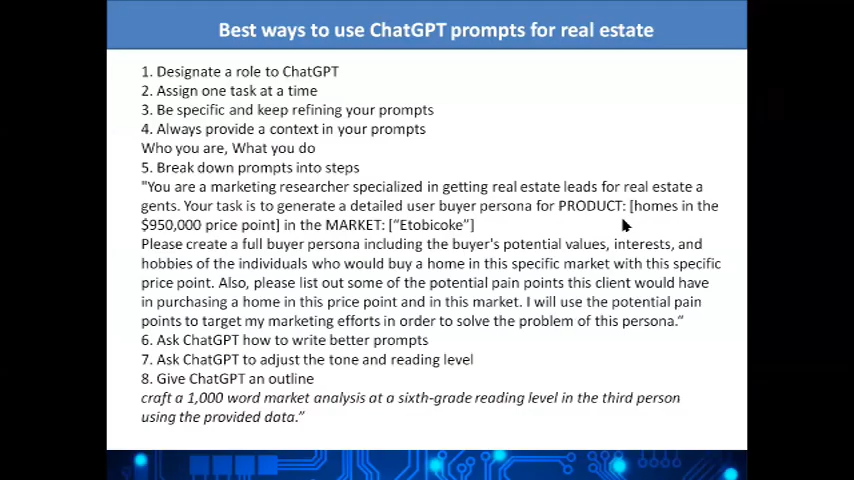 Best ways to use ChatGPT prompts for real estate
1. Designate a role to ChatGPT
2. Assign one task at a time
3. Be specific and keep refining your prompts
4. Always provide a context in your prompts
Who you are, What you do
5. Break down prompts into steps
"You are a marketing researcher specialized in getting real estate leads for real estate a
gents. Your task is to generate a detailed user buyer persona for PRODUCT: [homes in the
$950,000 price point] in the MARKET: [“Etobicoke”]
Please create a full buyer persona including the buyer's potential values, interests, and
hobbies of the individuals who would buy a home in this specific market with this specific
price point. Also, please list out some of the potential pain points this client would have
in purchasing a home in this price point and in this market. I will use the potential pain
points to target my marketing efforts in order to solve the problem of this persona.“
6. Ask ChatGPT how to write better prompts
7. Ask ChatGPT to adjust the tone and reading level
8. Give ChatGPT an outline
craft a 1,000 word market analysis at a sixth-grade reading level in the third person
using the provided data.”